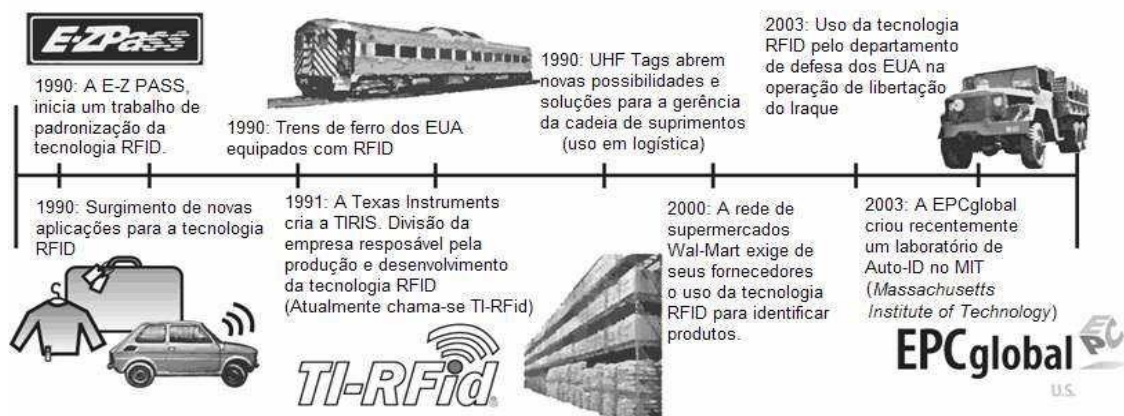 E-ZPass
1990: A E-Z PASS,
inicia um trabalho de
padronização da
tecnologia RFID.
1990: Trens de ferro dos EUA
equipados com RFID
1990: UHF Tags abrem
novas possibilidades e
soluções para a gerência
da cadeia de suprimentos
(uso em logística)
2003: Uso da tecnologia
RFID pelo departamento
de defesa dos EUA na
operação de libertação
do Iraque
1990: Surgimento de novas
aplicações para a tecnologia
RFID
1991: A Texas Instruments
cria a TIRIS. Divisão da
empresa resposável pela
produção e desenvolvimento
da tecnologia RFID
(Atualmente chama-se TI-RFid)
TI-RFid
2000: A rede de
supermercados
Wal-Mart exige de
seus fornecedores
o uso da tecnologia
RFID para identificar
produtos.
2003: A EPCglobal
criou recentemente
um laboratório de
Auto-ID no MIT
(Massachusetts
Institute of Technology)
EPCglobal
EPC
U.S.